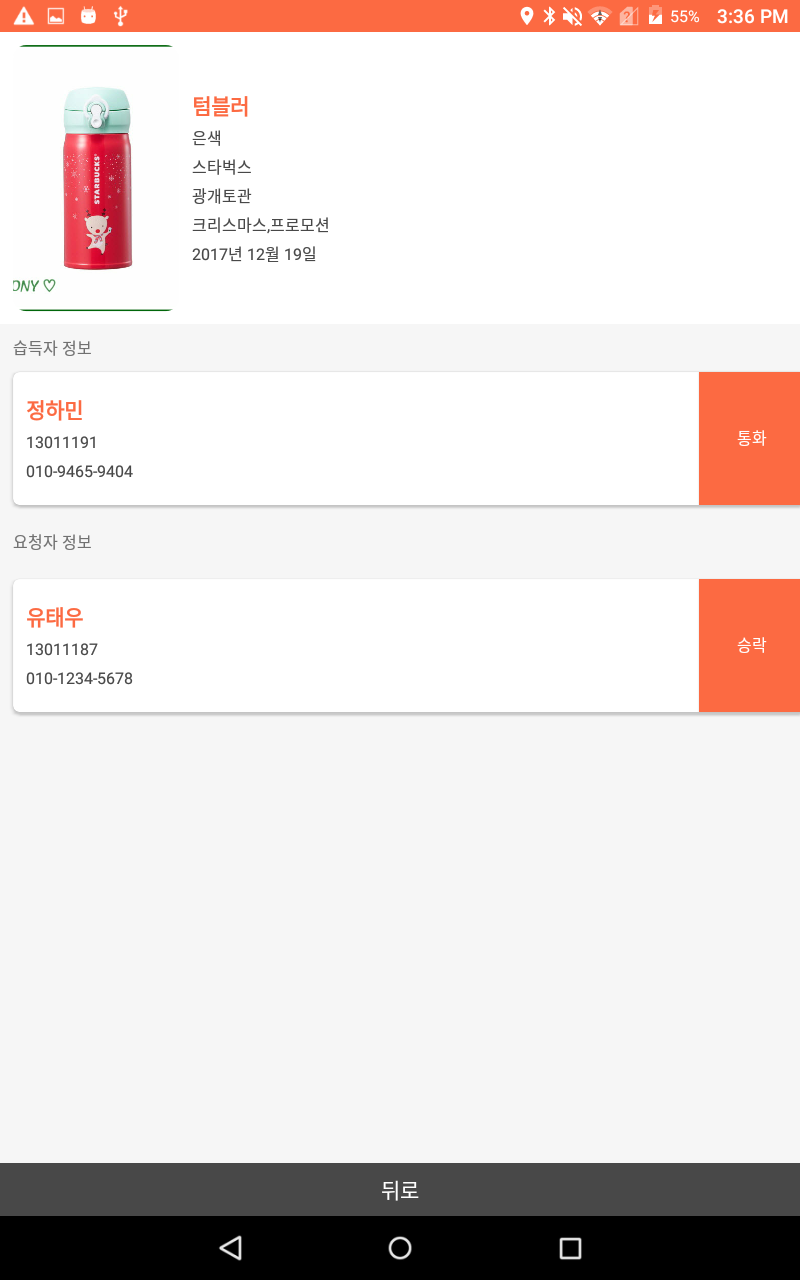 55% 3:36 PM
STARBUCKS
ONY ♡
텀블러
은색
스타벅스
광개토관
크리스마스,프로모션
2017년 12월 19일
습득자 정보
정하민
13011191
010-9465-9404
통화
요청자 정보
유태우
13011187
010-1234-5678
승락
뒤로